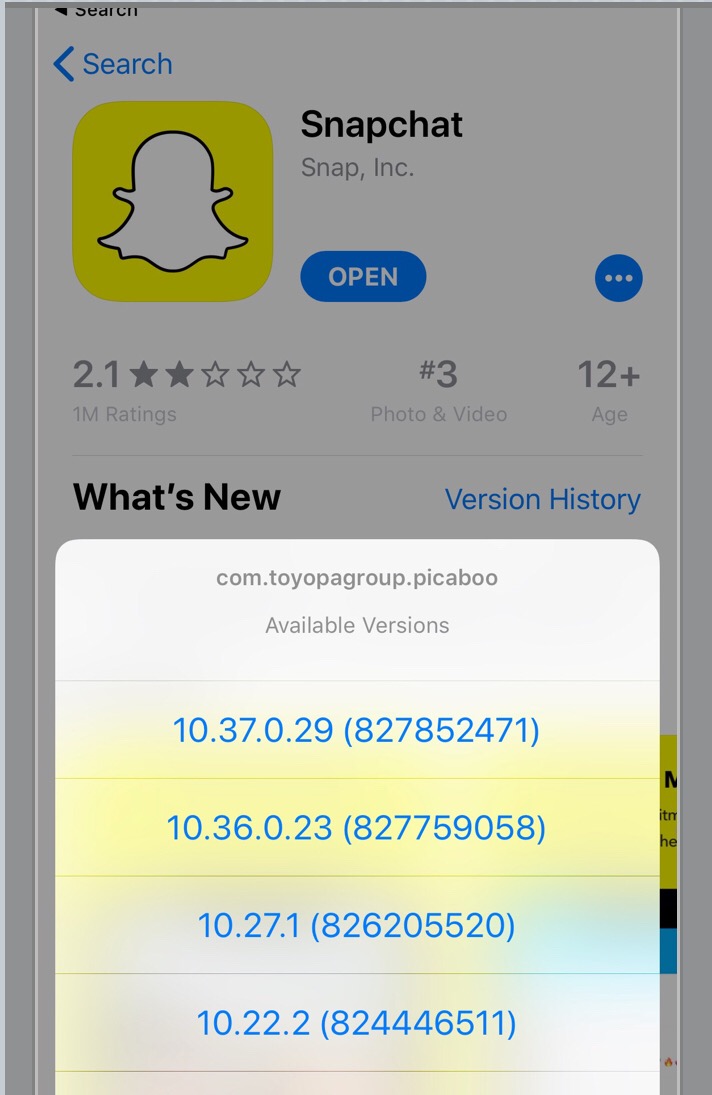 Search
Search
Snapchat
Snap, Inc.
OPEN
2.1
#3
12+
1M Ratings
Photo & Video
Age
What's New
Version History
com.toyopagroup.picaboo
Available Versions
10.37.0.29 (827852471)
10.36.0.23 (827759058)
10.27.1 (826205520)
10.22.2 (824446511)